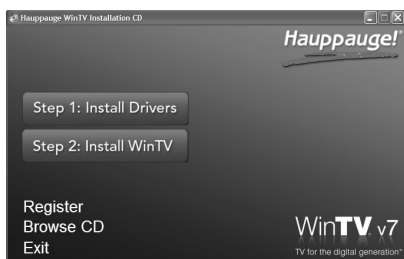 Hauppauge WinTV Installation CD
Hauppauge!®
Step 1: Install Drivers
Step 2: Install WinTV
Register
Browse CD
Exit
WinTV. v7
TV for the digital generation™